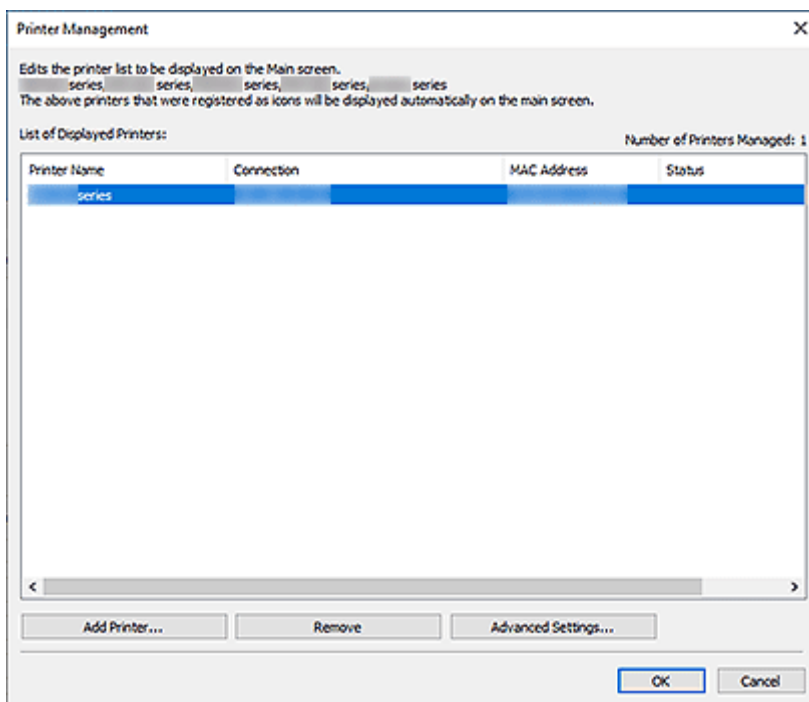 Printer Management
Edits the printer list to be displayed on the Main screen.
series, series, series, series, series
The above printers that were registered as icons will be displayed automatically on the main screen.
List of Displayed Printers:
Number of Printers Managed: 1
Printer Name Connection MAC Address Status
series
Add Printer... Remove Advanced Settings...
OK Cancel